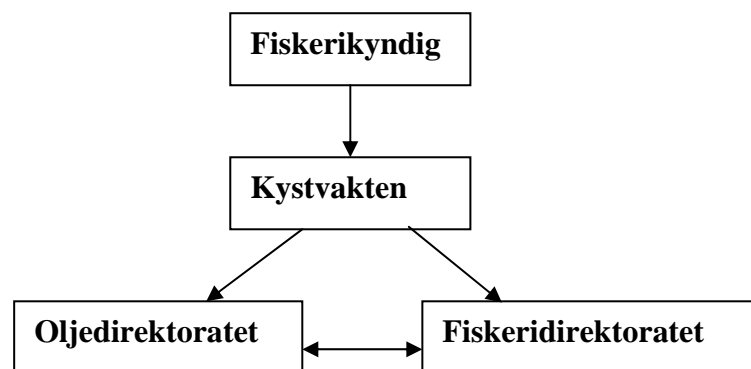 Fiskerikyndig
Kystvakten
Oljedirektoratet
Fiskeridirektoratet